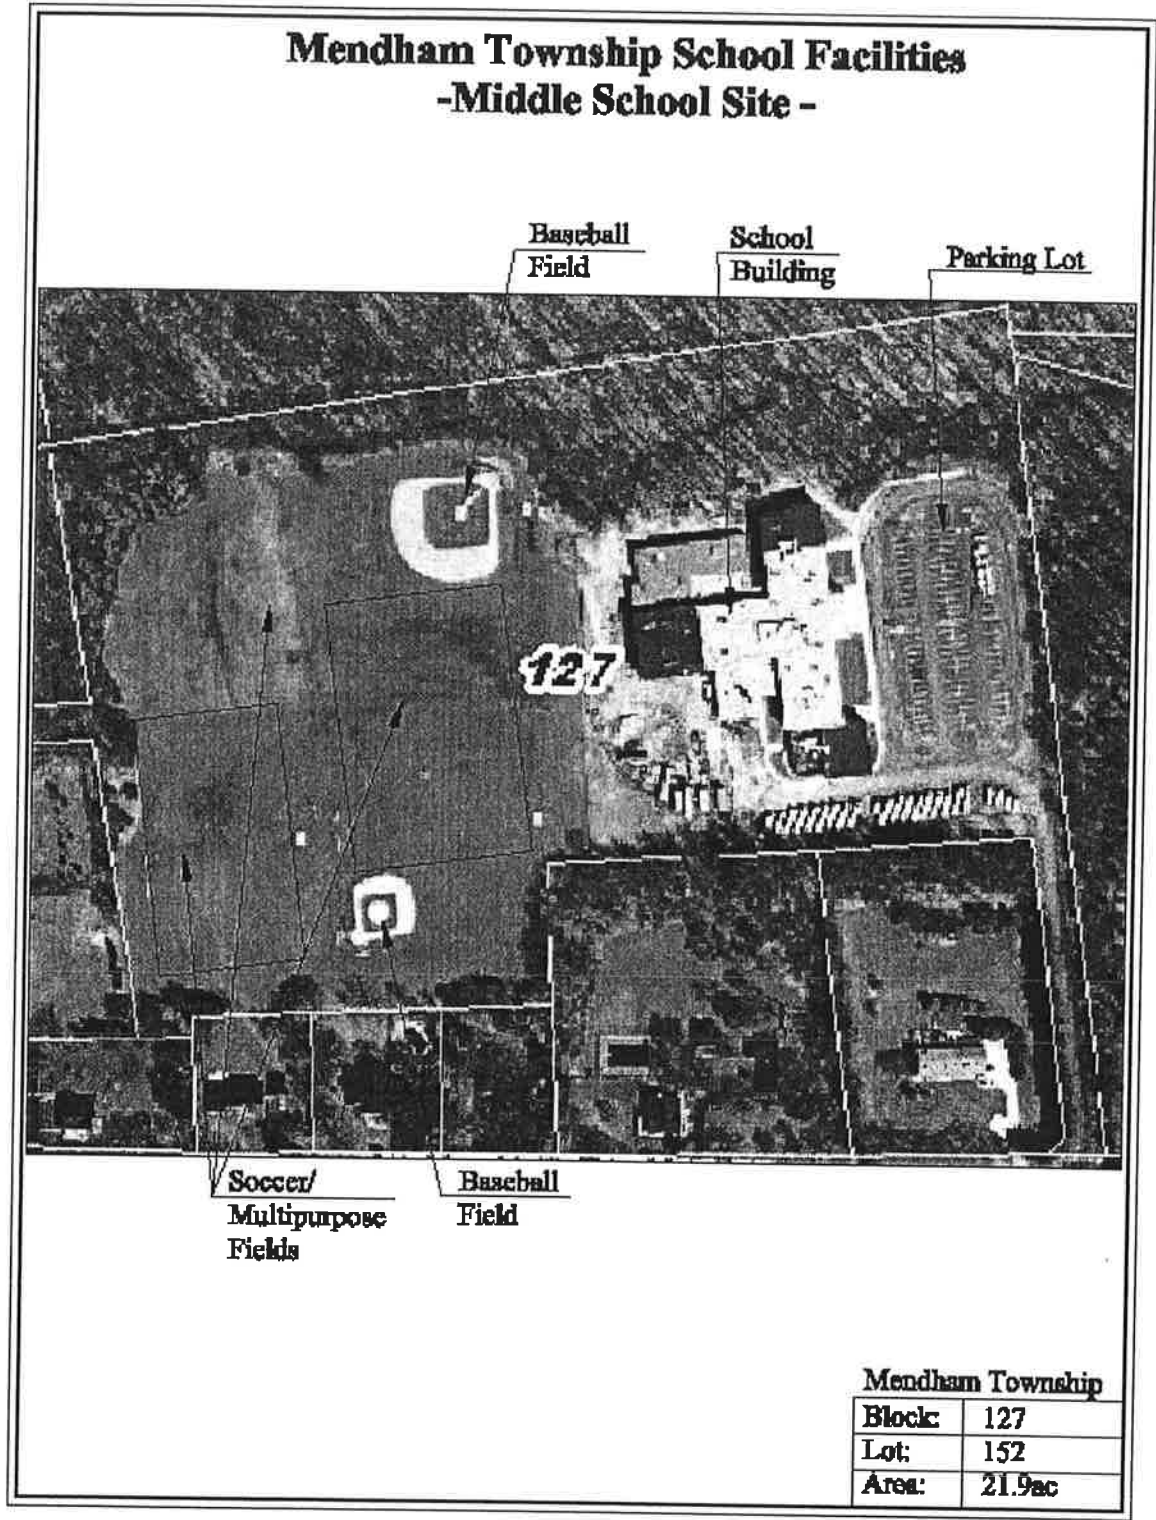 Mendham Township School Facilities
-Middle School Site -
Baseball
Field
School
Building
Parking Lot
127
Soccer/
Multipurpose
Fields
Baseball
Field
Mendham Township
Block: 127
Lot: 152
Area: 21.9ac